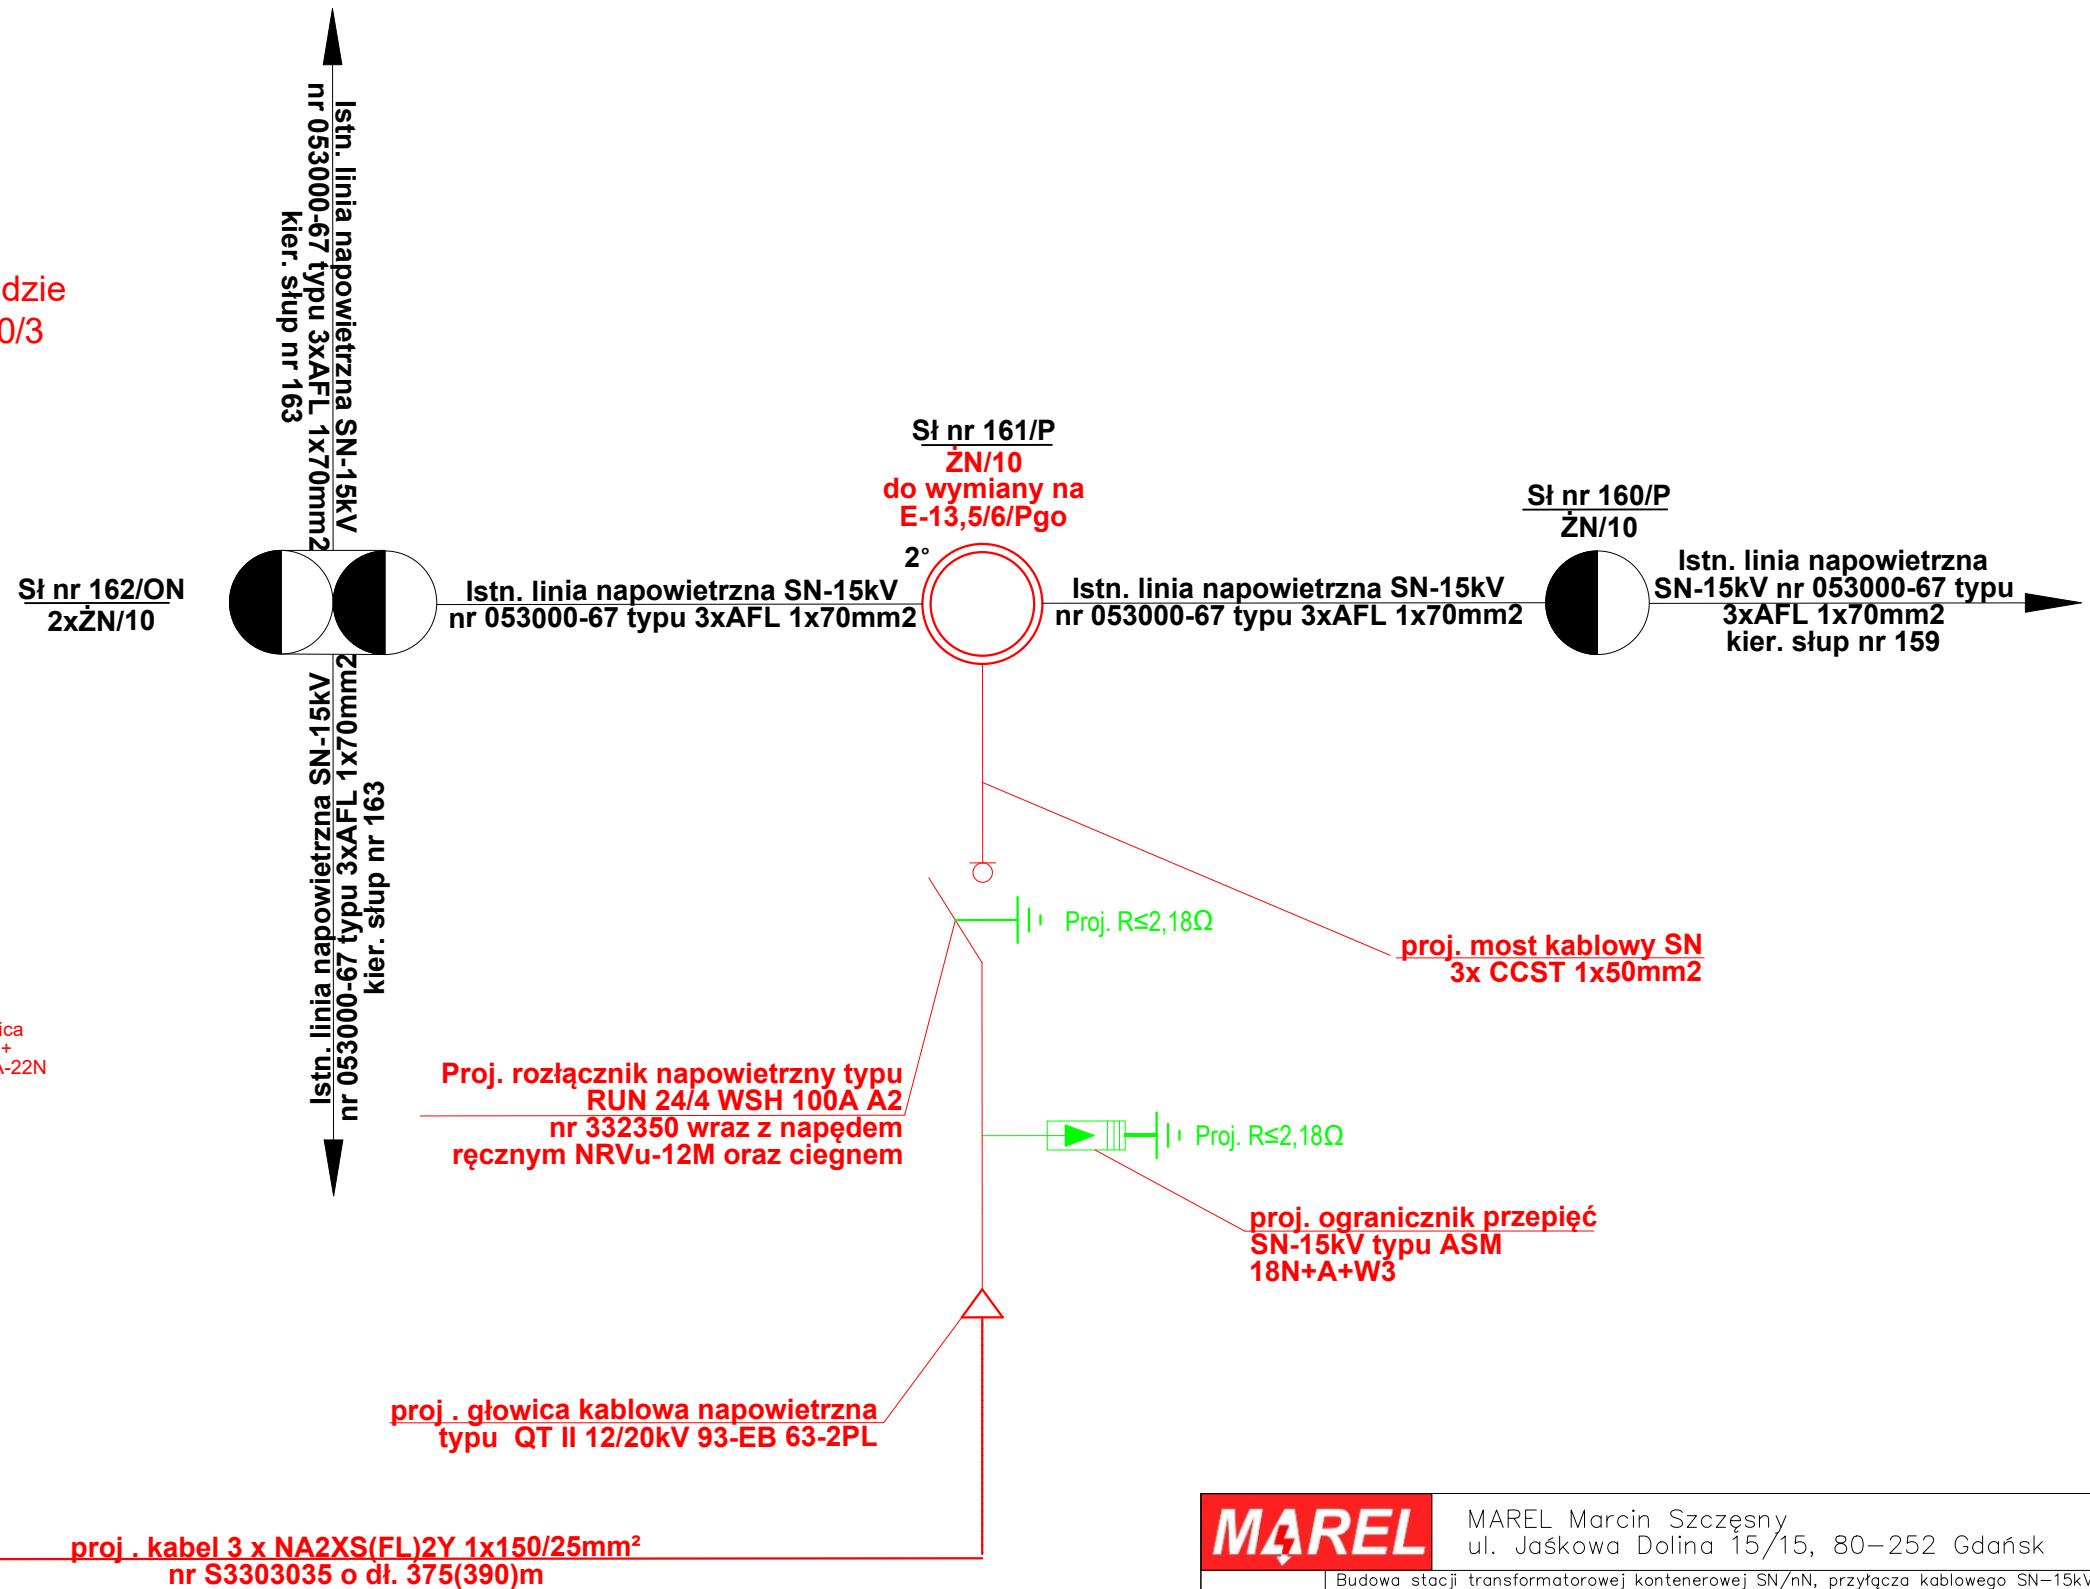 Istn. linia napowietrzna SN-15kV
nr 053000-67 typu 3xAFL 1x70mm2
kier. słup nr 163
dzie
0/3
Sł nr 161/P
ŻN/10
do wymiany na
E-13,5/6/Pgo
2°
Sł nr 160/P
ŻN/10
Sł nr 162/ON
2xŻN/10
Istn. linia napowietrzna SN-15kV
nr 053000-67 typu 3xAFL 1x70mm2
Istn. linia napowietrzna SN-15kV
nr 053000-67 typu 3xAFL 1x70mm2
Istn. linia napowietrzna
SN-15kV nr 053000-67 typu
3xAFL 1x70mm2
kier. słup nr 159
Istn. linia napowietrzna SN-15kV
nr 053000-67 typu 3xAFL 1x70mm2
kier. słup nr 163
Proj. R≤2,18Ω
proj. most kablowy SN
3x CCST 1x50mm2
ica
+
A-22N
Proj. rozłącznik napowietrzny typu
RUN 24/4 WSH 100A A2
nr 332350 wraz z napędem
ręcznym NRVu-12M oraz ciegnem
Proj. R≤2,18Ω
proj. ogranicznik przepięć
SN-15kV typu ASM
18N+A+W3
proj . głowica kablowa napowietrzna
typu QT II 12/20kV 93-EB 63-2PL
proj . kabel 3 x NA2XS(FL)2Y 1x150/25mm²
nr S3303035 o dł. 375(390)m
MAREL
MAREL Marcin Szczęsny
ul. Jaśkowa Dolina 15/15, 80-252 Gdańsk
Budowa stacji transformatorowej kontenerowej SN/nN, przyłącza kablowego SN-15kV